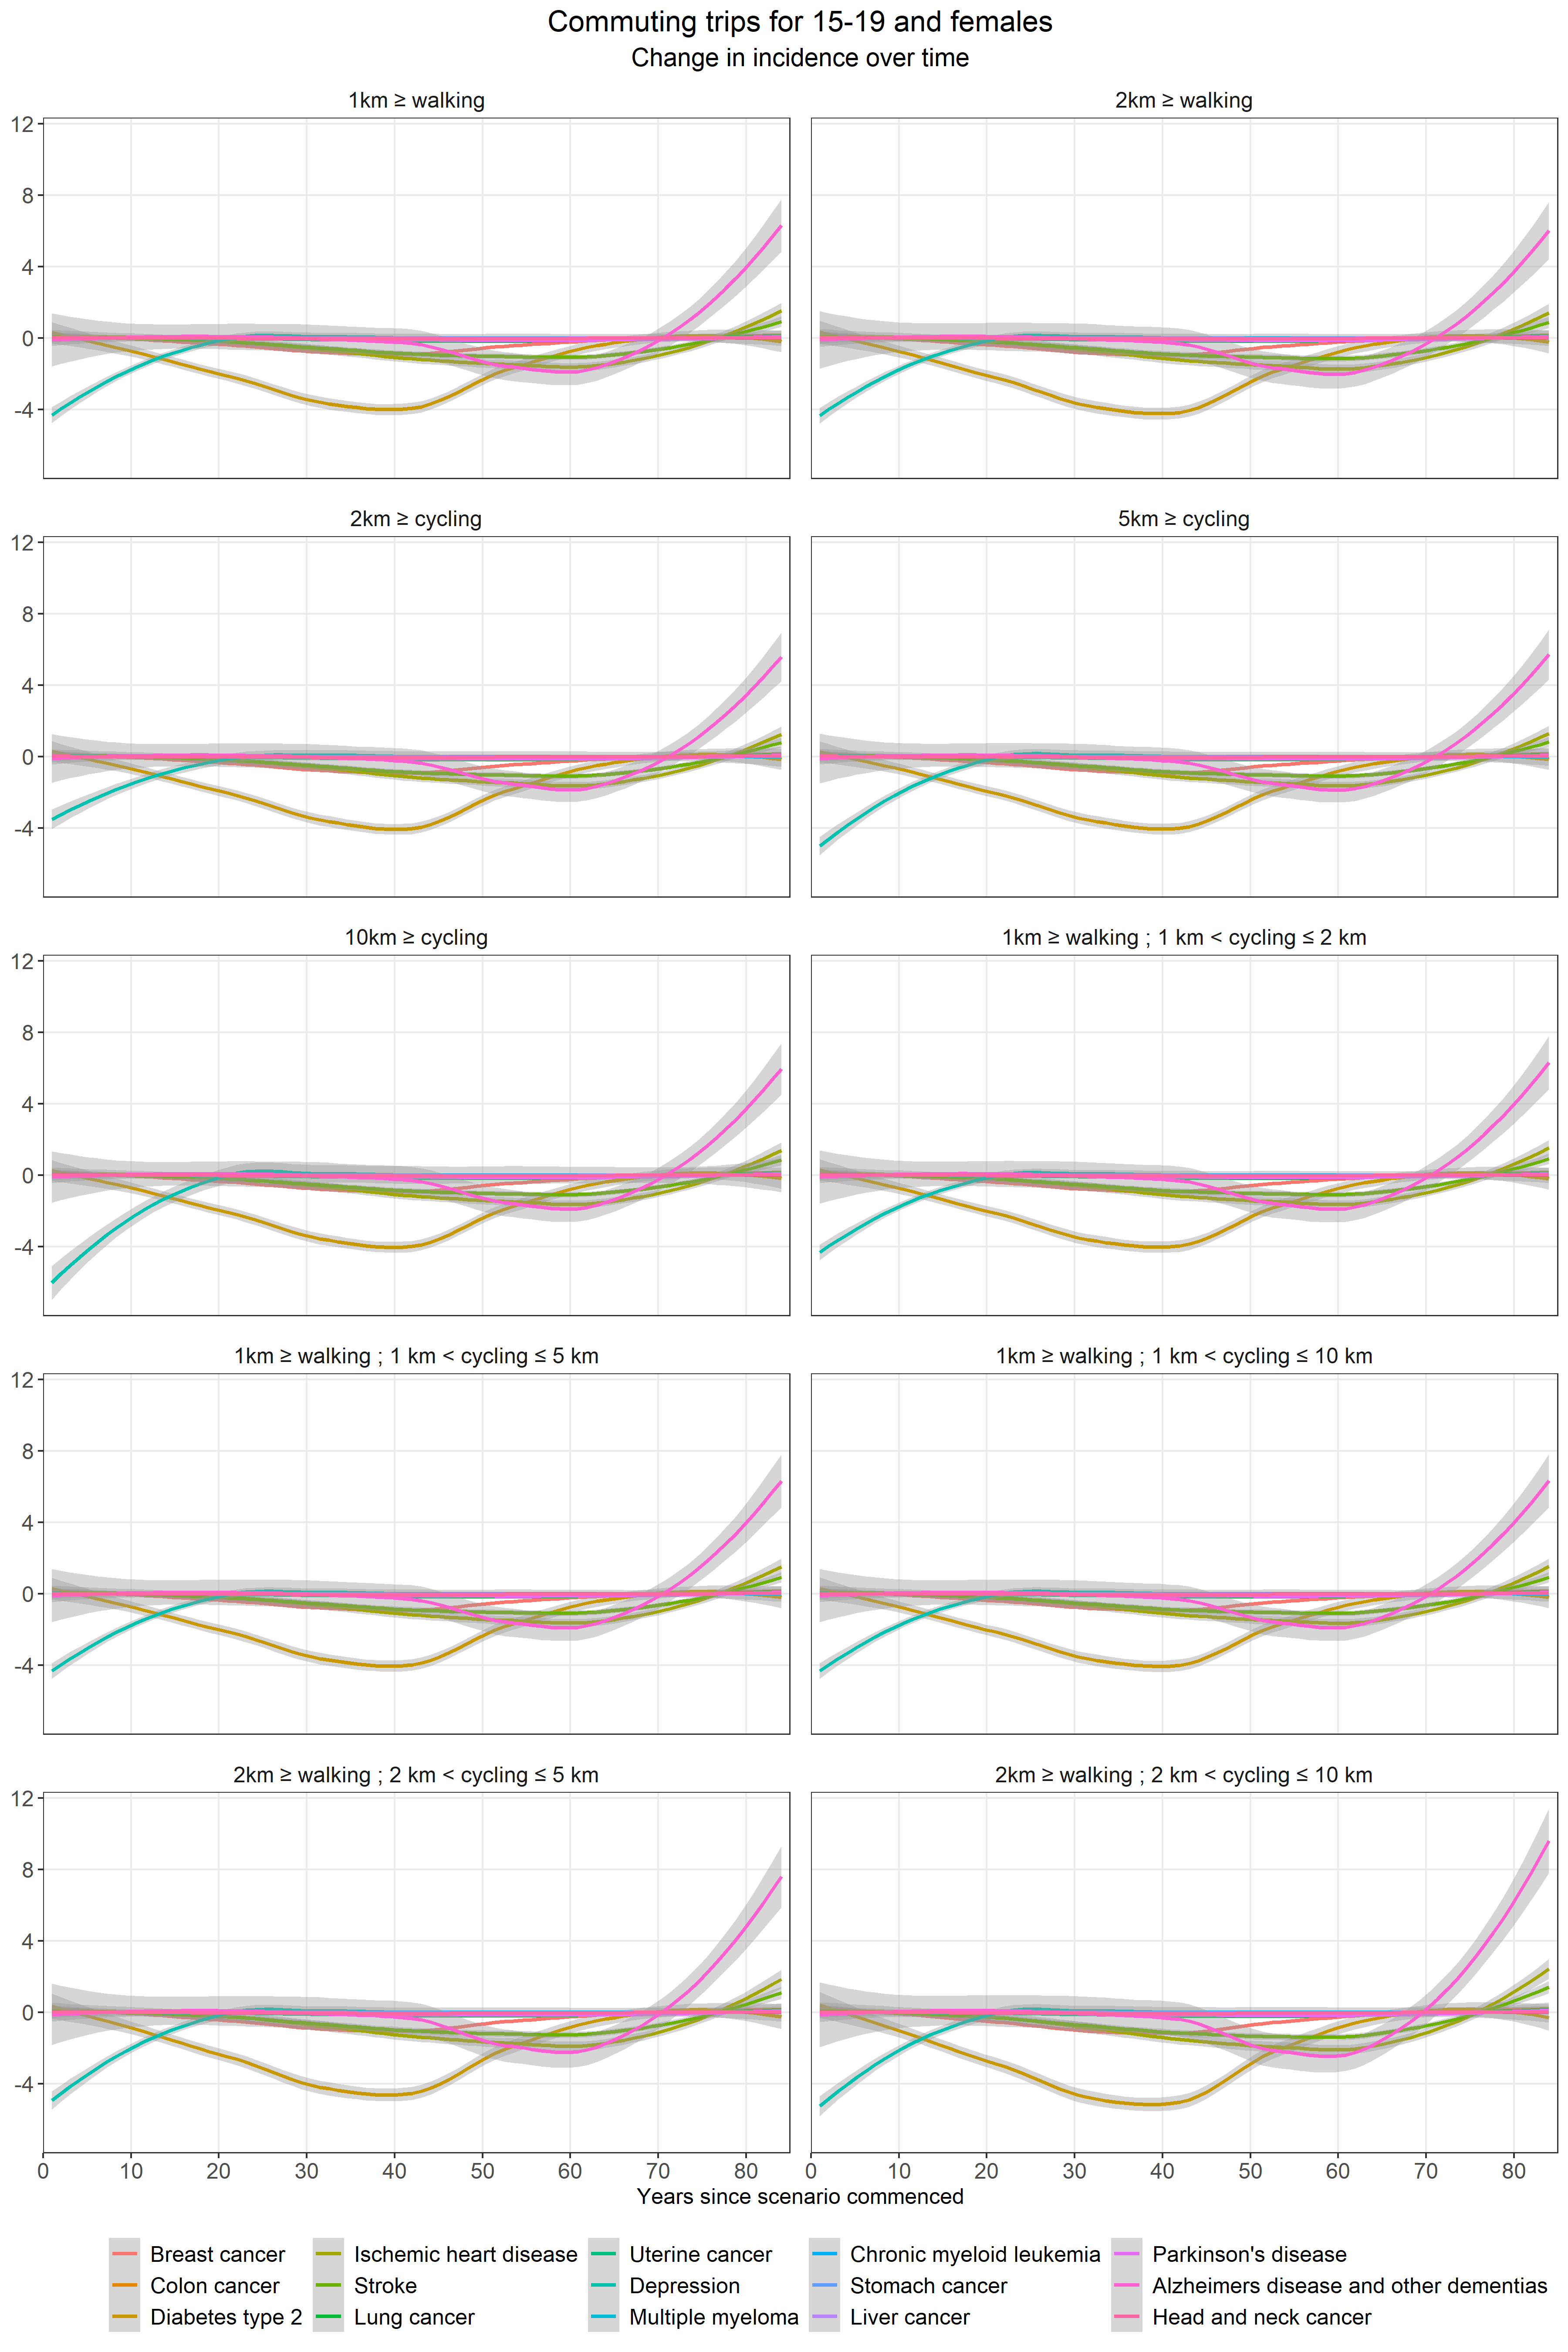 Commuting trips for 15-19 and females
Change in incidence over time
1km ≥ walking
2km ≥ walking
12
8
4
0
-4
2km ≥ cycling
5km ≥ cycling
12
8
4
0
-4
10km ≥ cycling
1km ≥ walking ; 1 km < cycling ≤ 2 km
12
8
4
0
-4
1km ≥ walking ; 1 km < cycling ≤ 5 km
1km ≥ walking ; 1 km < cycling ≤ 10 km
12
8
4
0
-4
2km ≥ walking ; 2 km < cycling ≤ 5 km
2km ≥ walking ; 2 km < cycling ≤ 10 km
12
8
4
0
-4
0 10 20 30 40 50 60 70 80 0 10 20 30 40 50 60 70 80
Years since scenario commenced
Breast cancer Ischemic heart disease Uterine cancer Chronic myeloid leukemia Parkinson's disease
Colon cancer Stroke Depression Stomach cancer Alzheimers disease and other dementias
Diabetes type 2 Lung cancer Multiple myeloma Liver cancer Head and neck cancer